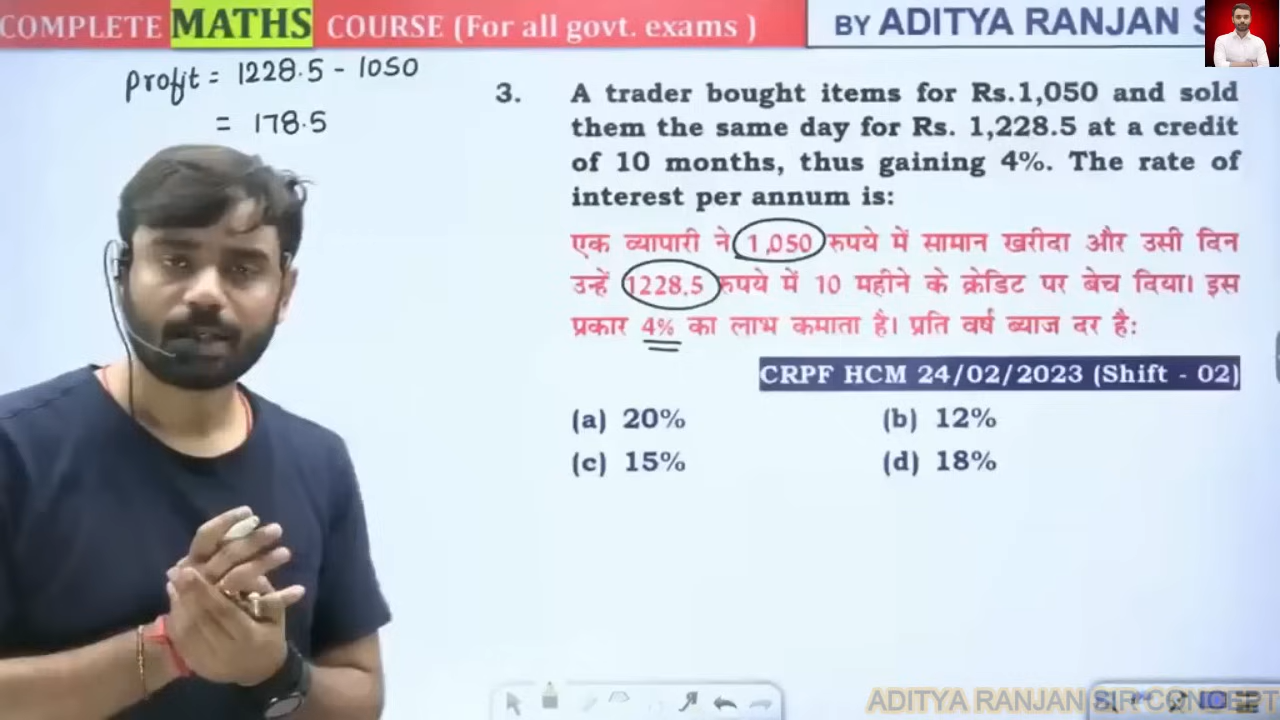 COMPLETE MATHS COURSE (For all govt. exams )
BY ADITYA RANJAN S
Profit = 1228.5 - 1050
= 178.5
3. A trader bought items for Rs.1,050 and sold
them the same day for Rs. 1,228.5 at a credit
of 10 months, thus gaining 4%. The rate of
interest per annum is:
एक व्यापारी ने 1,050 रुपये में सामान खरीदा और उसी दिन
उन्हें 1228.5 रुपये में 10 महीने के क्रेडिट पर बेच दिया। इस
प्रकार 4% का लाभ कमाता है। प्रति वर्ष ब्याज दर है:
CRPF HCM 24/02/2023 (Shift - 02)
(a) 20% (b) 12%
(c) 15% (d) 18%
ADITYA RANJAN SIR CONCEPT